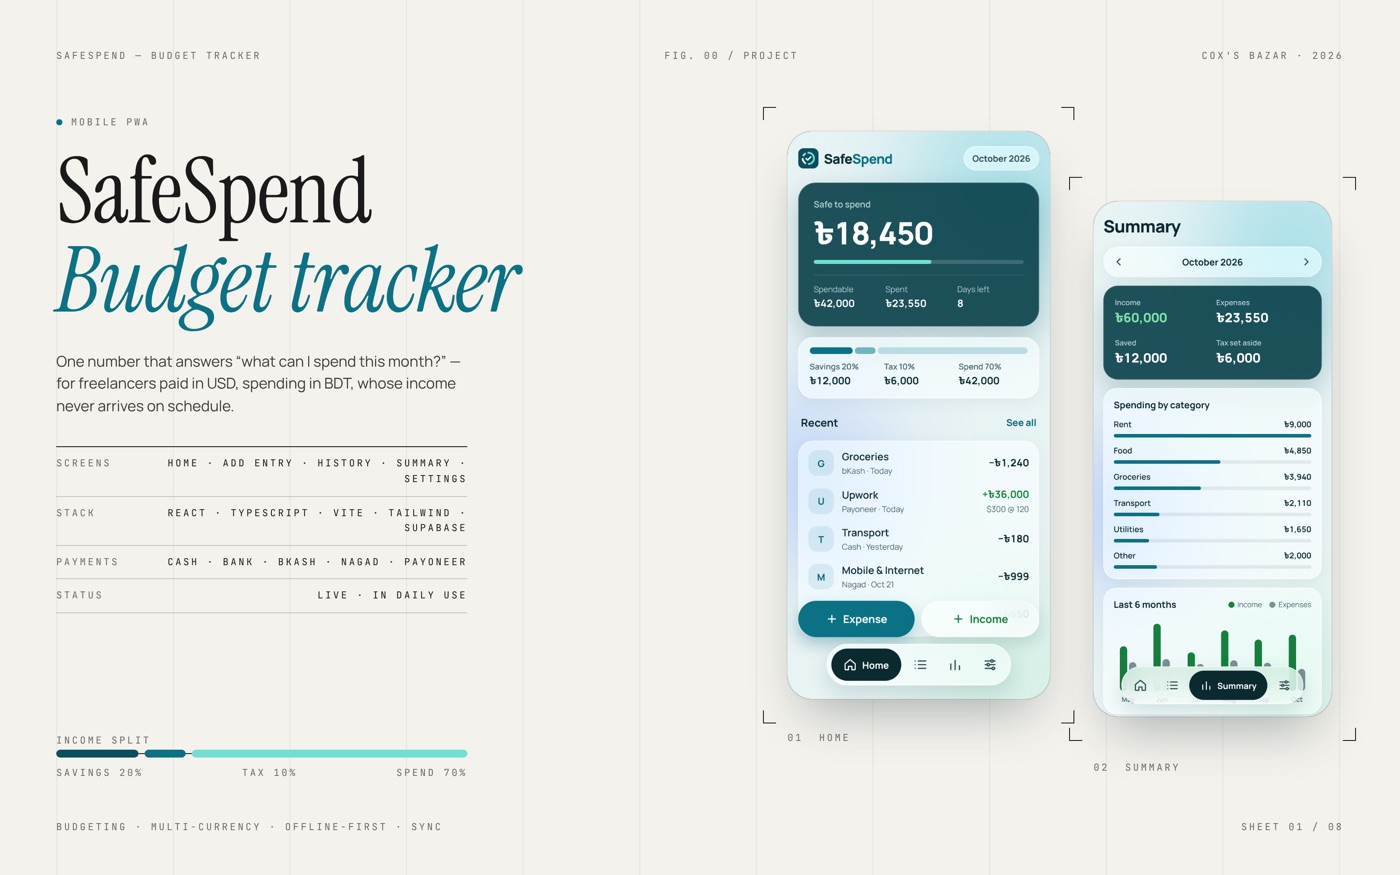 SAFESPEND — BUDGET TRACKER
FIG. 00 / PROJECT
COX'S BAZAR · 2026
MOBILE PWA
SafeSpend
Budget tracker
One number that answers “what can I spend this month?” —
for freelancers paid in USD, spending in BDT, whose income
never arrives on schedule.
SCREENS HOME · ADD ENTRY · HISTORY · SUMMARY ·
SETTINGS
STACK REACT · TYPESCRIPT · VITE · TAILWIND ·
SUPABASE
PAYMENTS CASH · BANK · BKASH · NAGAD · PAYONEER
STATUS LIVE · IN DAILY USE
INCOME SPLIT
SAVINGS 20% TAX 10% SPEND 70%
BUDGETING · MULTI-CURRENCY · OFFLINE-FIRST · SYNC
SafeSpend
October 2026
Safe to spend
৳18,450
Spendable Spent Days left
৳42,000 ৳23,550 8
Savings 20% Tax 10% Spend 70%
৳12,000 ৳6,000 ৳42,000
Recent See all
G Groceries −৳1,240
bKash · Today
U Upwork +৳36,000
Payoneer · Today $300 @ 120
T Transport −৳180
Cash · Yesterday
M Mobile & Internet −৳999
Nagad · Oct 21
+ Expense + Income
Home
01 HOME
Summary
October 2026
Income Expenses
৳60,000 ৳23,550
Saved Tax set aside
৳12,000 ৳6,000
Spending by category
Rent ৳9,000
Food ৳4,850
Groceries ৳3,940
Transport ৳2,110
Utilities ৳1,650
Other ৳2,000
Last 6 months Income Expenses
Summary
Oct
02 SUMMARY
SHEET 01 / 08